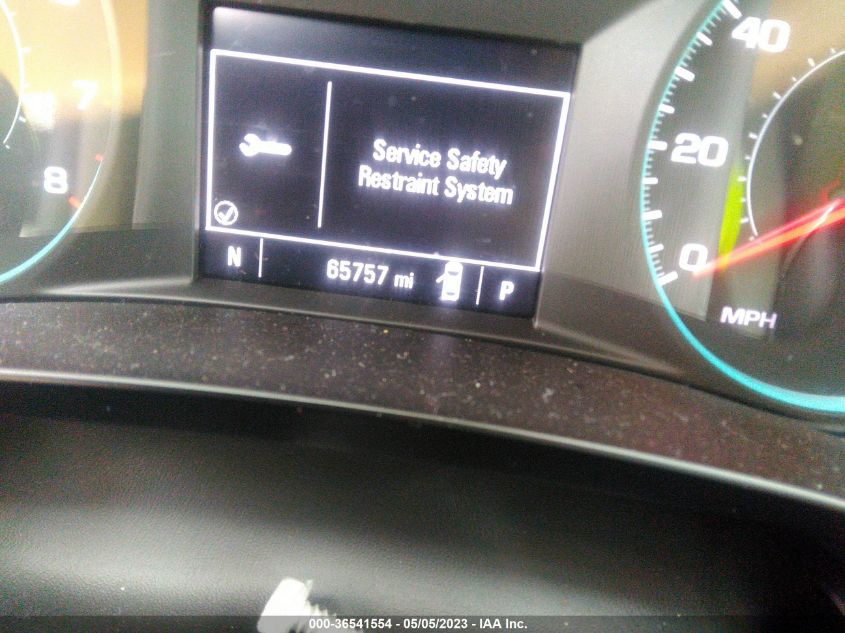 7
8
Service Safety
Restraint System
N
65757 mi
P
40
20
0
MPH
000-36541554 - 05/05/2023 - IAA Inc.